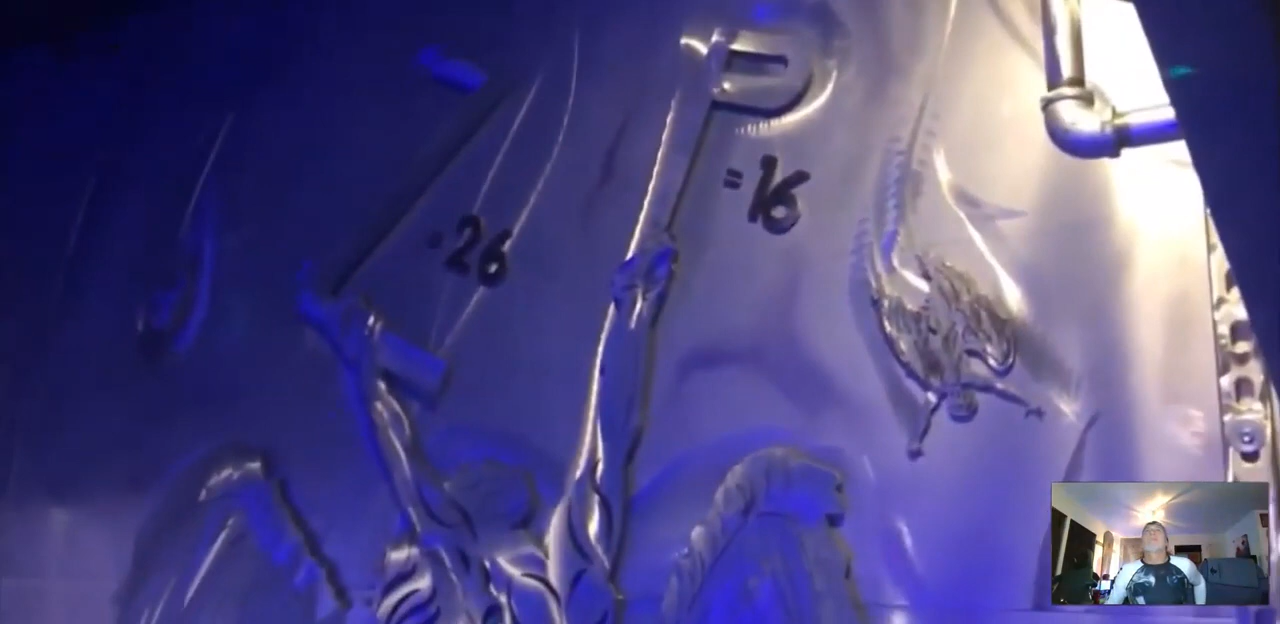 = 26
= 16